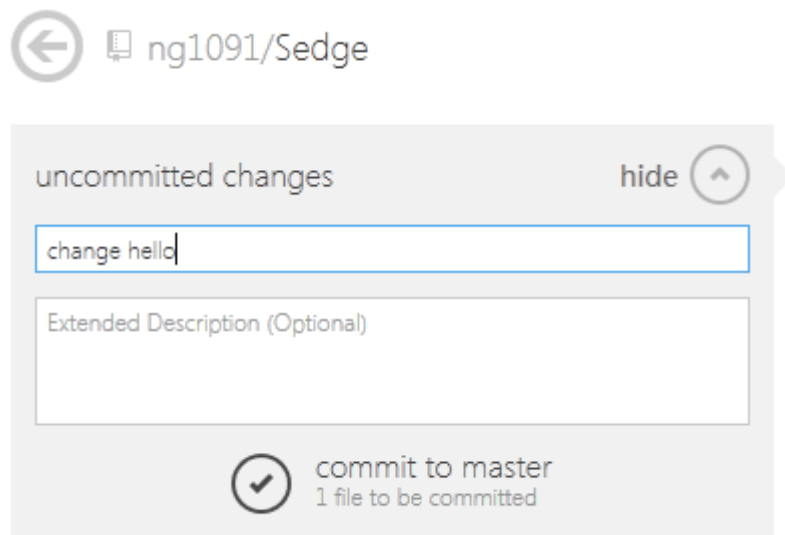 ng1091/Sedge
uncommitted changes
hide
change hello
Extended Description (Optional)
commit to master
1 file to be committed